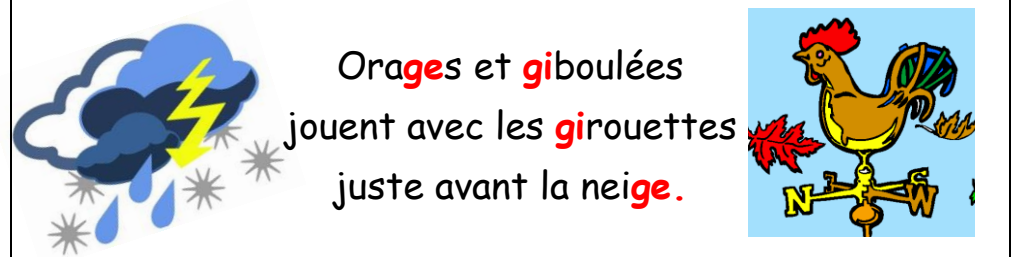 Orages et giboulées
jouent avec les girouettes
juste avant la neige.
N W